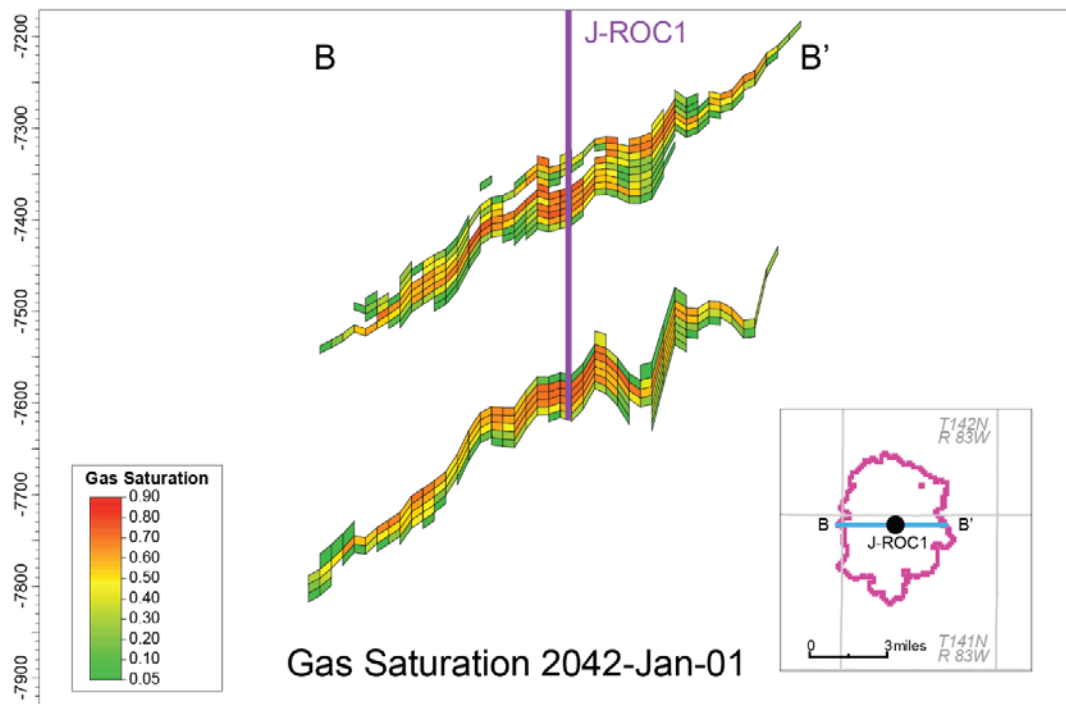 -7200
-7300
-7400
-7500
-7600
-7700
-7800
-7900
B
J-ROC1
B’
Gas Saturation
0.90
0.80
0.70
0.60
0.50
0.40
0.30
0.20
0.10
0.05
Gas Saturation 2042-Jan-01
T142N
R 83W
B
B’
J-ROC1
0
3miles
T141N
R 83W